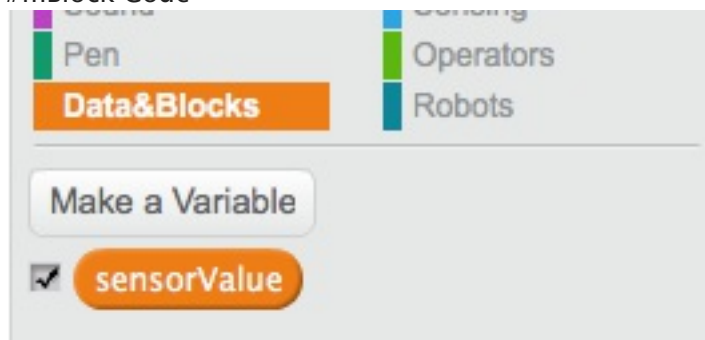 Pen Operators
Data&Blocks Robots
Make a Variable
sensorValue